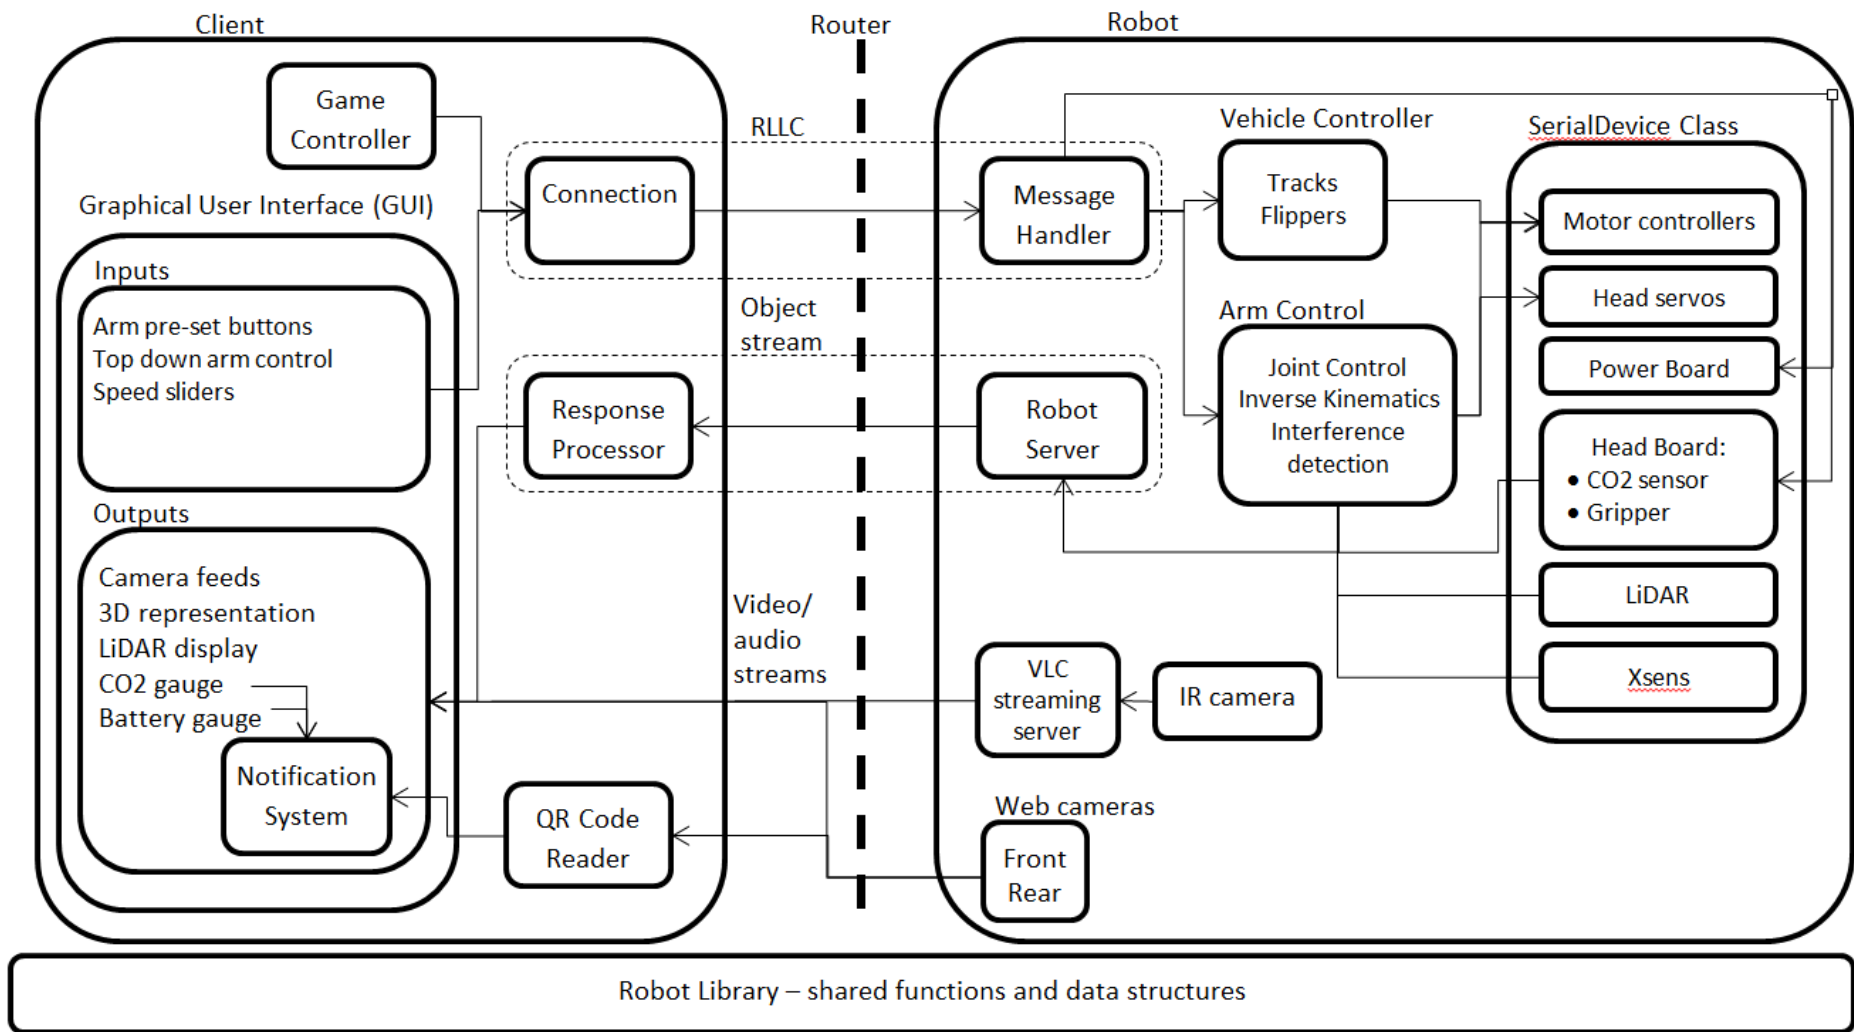 Client
Router
Robot
Game
Controller
RLLC
Vehicle Controller
SerialDevice Class
Connection
Message
Handler
Tracks
Flippers
Motor controllers
Graphical User Interface (GUI)
Inputs
Arm pre-set buttons
Top down arm control
Speed sliders
Object
stream
Arm Control
Head servos
Power Board
Response
Processor
Robot
Server
Joint Control
Inverse Kinematics
Interference
detection
Head Board:
• CO2 sensor
• Gripper
Outputs
Camera feeds
3D representation
LiDAR display
CO2 gauge
Battery gauge
Notification
System
Video/
audio
streams
VLC
streaming
server
IR camera
LiDAR
Xsens
QR Code
Reader
Web cameras
Front
Rear
Robot Library – shared functions and data structures